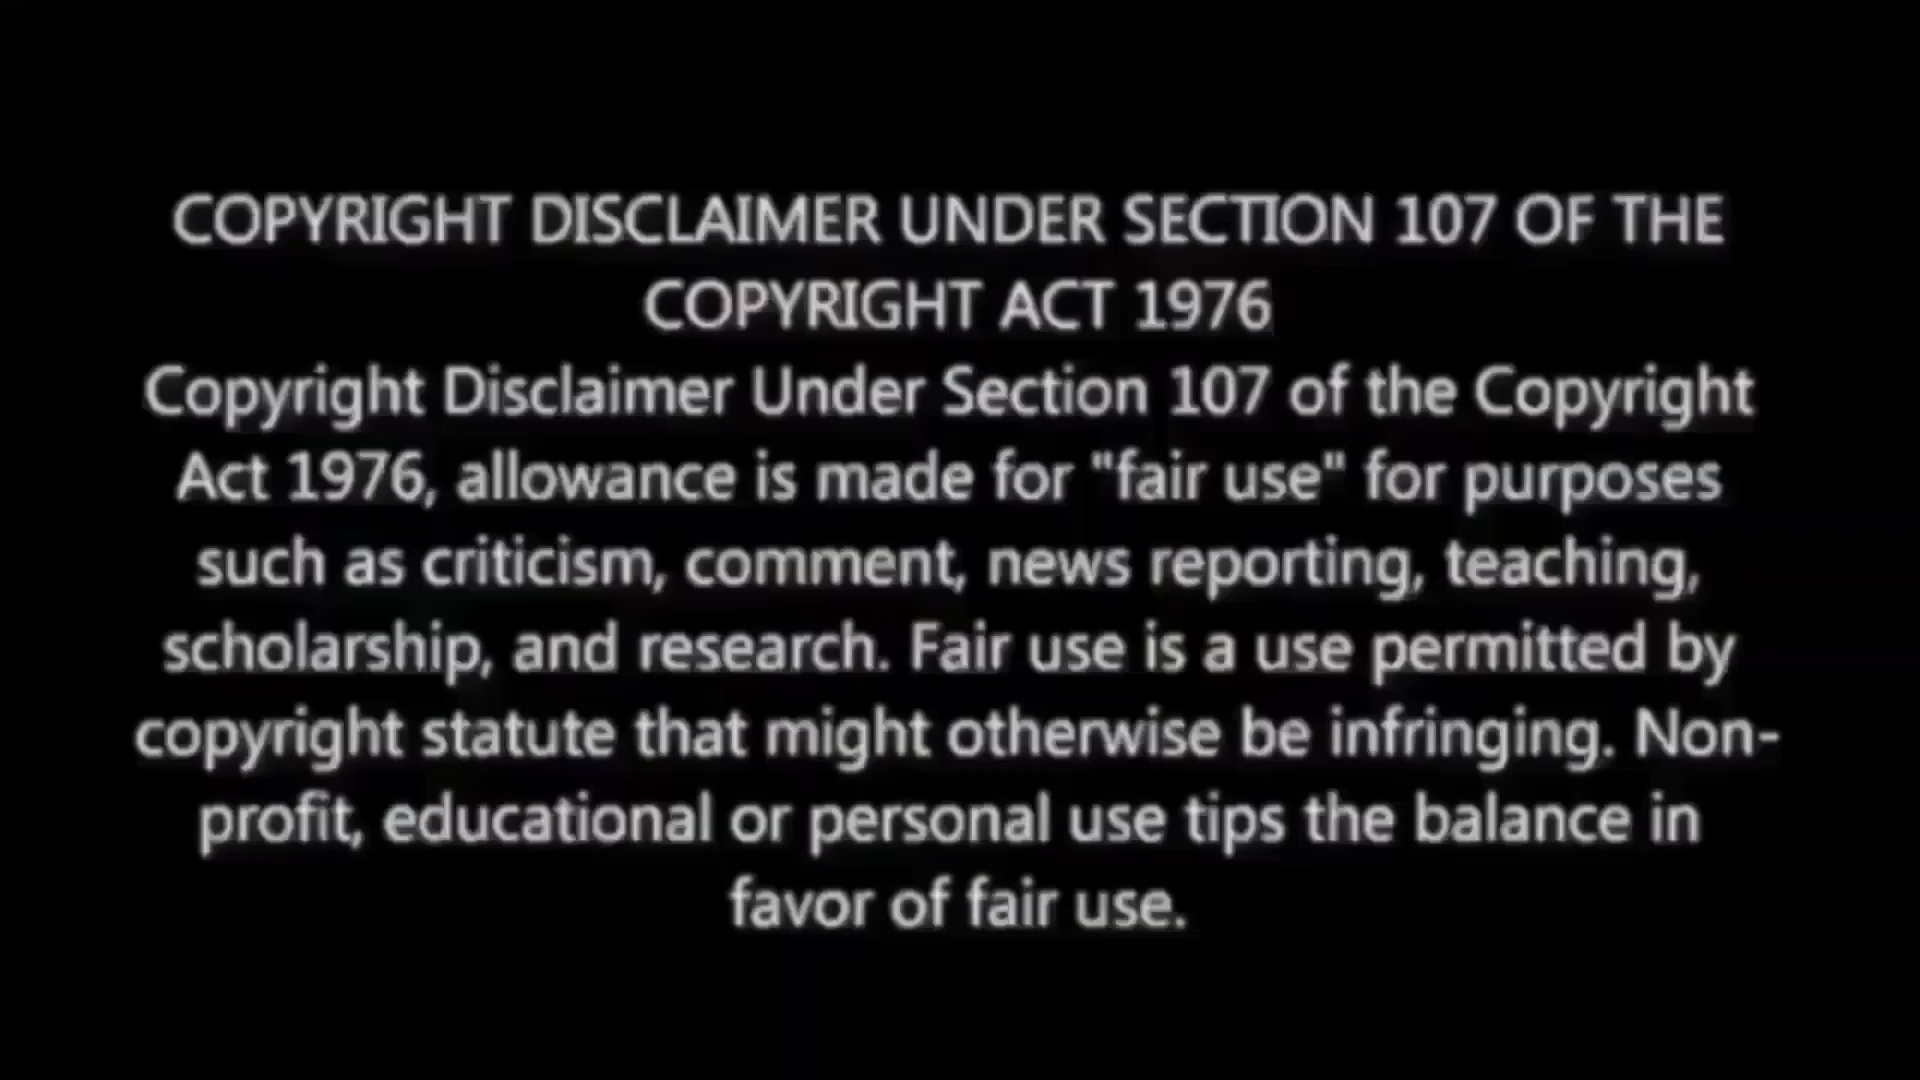 COPYRIGHT DISCLAIMER UNDER SECTION 107 OF THE
COPYRIGHT ACT 1976
Copyright Disclaimer Under Section 107 of the Copyright
Act 1976, allowance is made for "fair use" for purposes
such as criticism, comment, news reporting, teaching,
scholarship, and research. Fair use is a use permitted by
copyright statute that might otherwise be infringing. Non-
profit, educational or personal use tips the balance in
favor of fair use.